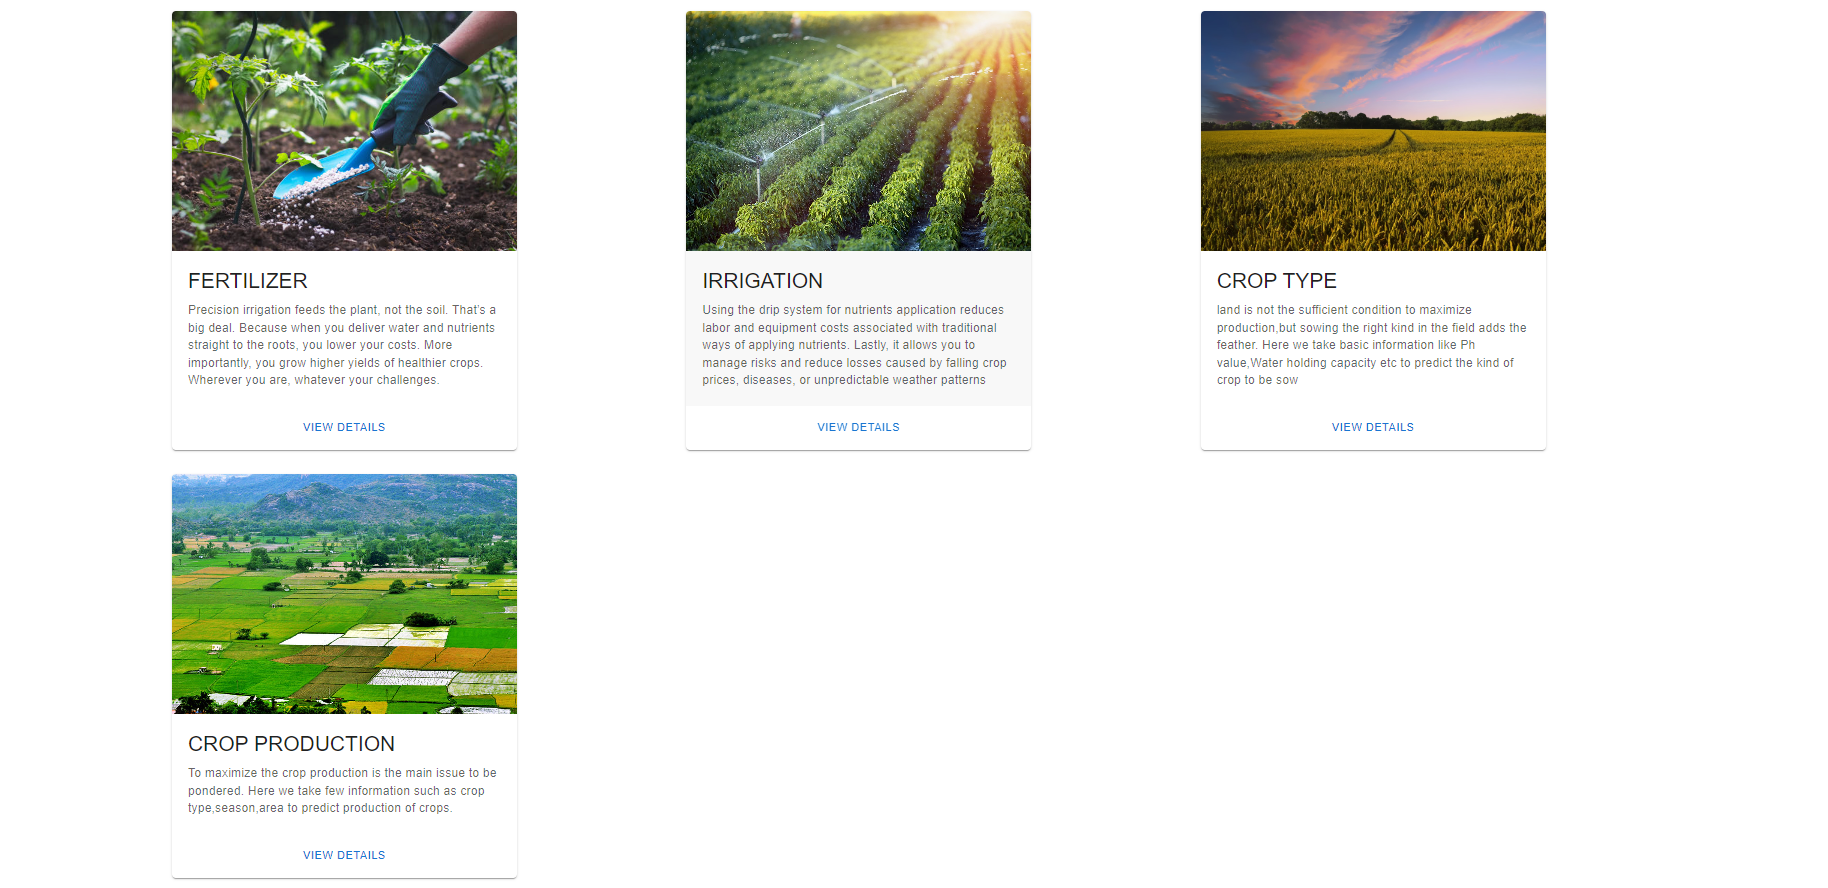 FERTILIZER
Precision irrigation feeds the plant, not the soil. That's a
big deal. Because when you deliver water and nutrients
straight to the roots, you lower your costs. More
importantly, you grow higher yields of healthier crops.
Wherever you are, whatever your challenges.
VIEW DETAILS
IRRIGATION
Using the drip system for nutrients application reduces
labor and equipment costs associated with traditional
ways of applying nutrients. Lastly, it allows you to
manage risks and reduce losses caused by falling crop
prices, diseases, or unpredictable weather patterns
VIEW DETAILS
CROP TYPE
land is not the sufficient condition to maximize
production,but sowing the right kind in the field adds the
feather. Here we take basic information like Ph
value,Water holding capacity etc to predict the kind of
crop to be sow
VIEW DETAILS
CROP PRODUCTION
To maximize the crop production is the main issue to be
pondered. Here we take few information such as crop
type,season,area to predict production of crops.
VIEW DETAILS